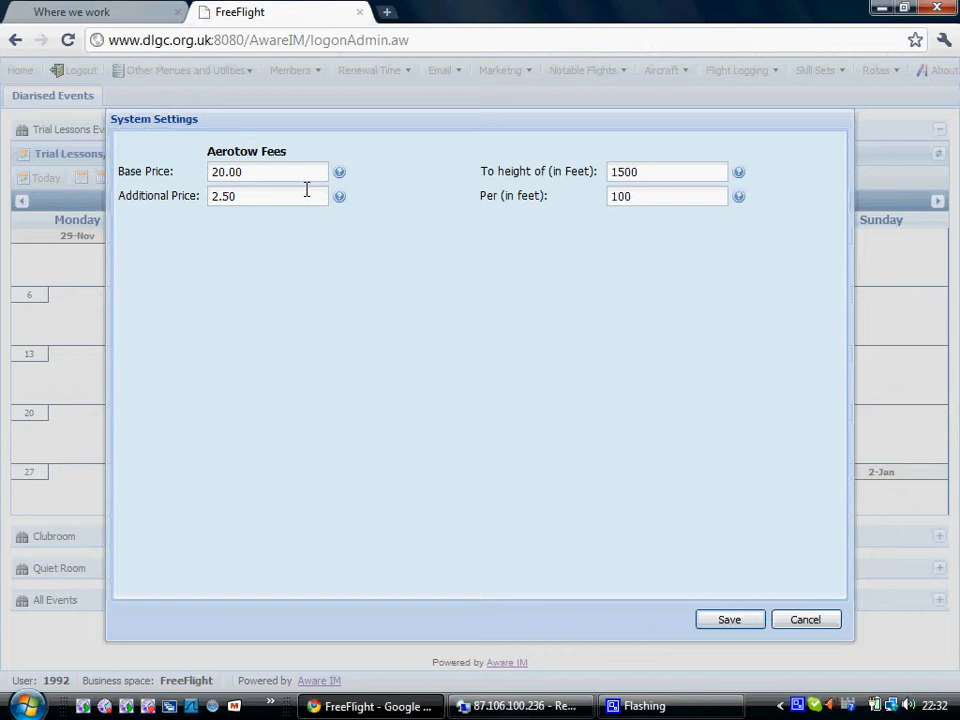 Where we work
FreeFlight
www.dlgc.org.uk:8080/AwareIM/logonAdmin.aw
Home Logout Other Menues and Utilities Members Renewal Time Email Marketng Notable Flights Aircraft Flight Logging Skill Sets Rotas About
Diarised Events
System Settings
Trial Lessons Ev
Trial Lessons,
Today
Monday
Sunday
29-Nov
6
13
20
27
2-Jan
Aerotow Fees
Base Price: 20.00 To height of (in Feet): 1500
Additional Price: 2.50 Per (in feet): 100
Clubroom
Quiet Room
All Events
Save Cancel
Powered by Aware IM
User: 1992 Business space: FreeFlight Powered by Aware IM
FreeFlight - Google ... 87.106.100.236 - Re... Flashing 22:32